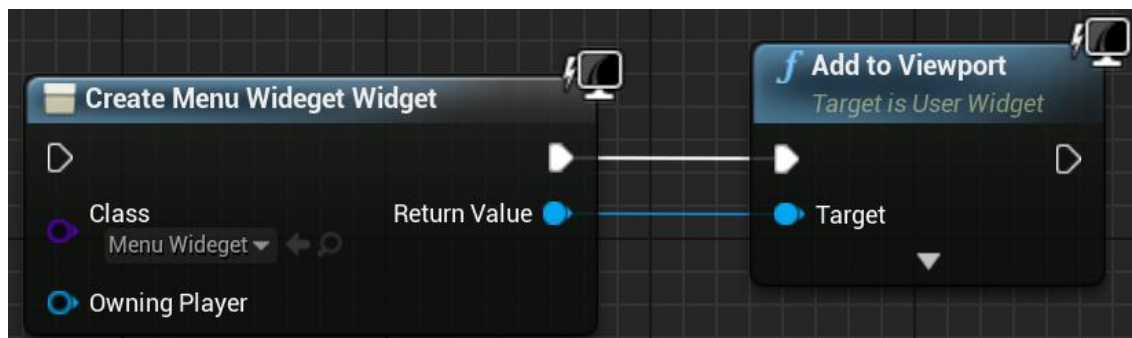 Create Menu Wideget Widget
Class
Menu Wideget
Return Value
Owning Player
f Add to Viewport
Target is User Widget
Target